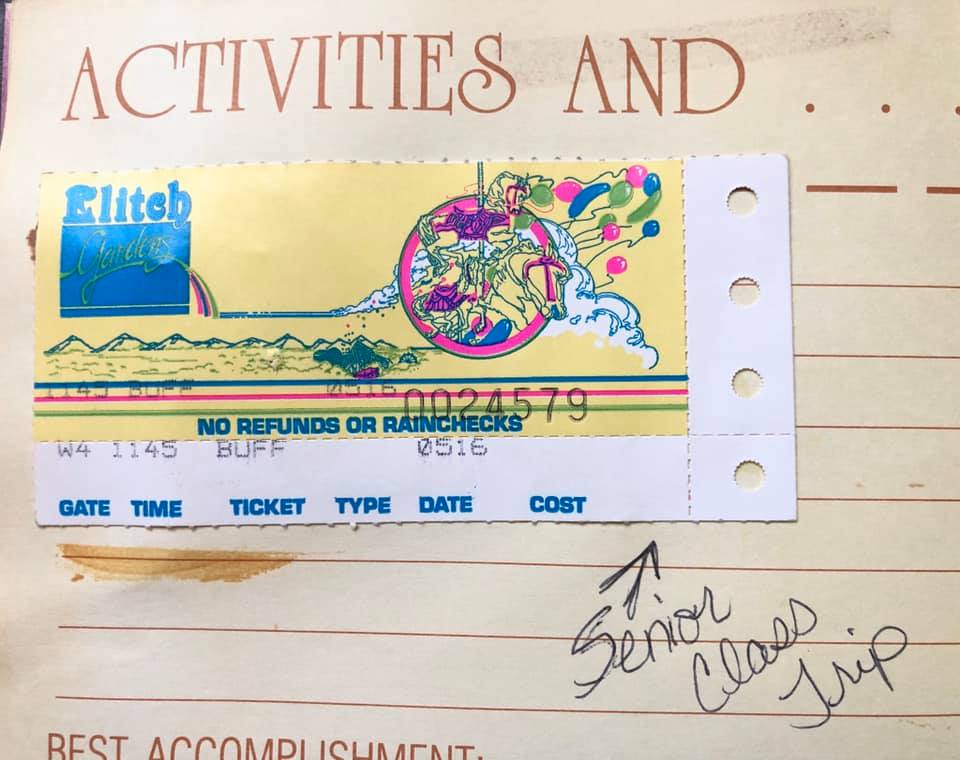 ACTIVITIES AND . . .
Elitch
Gardens
1145 BUFF 0516
0024579
NO REFUNDS OR RAINCHECKS
W4 1145 BUFF 0516
GATE TIME TICKET TYPE DATE COST
Senior
Class
Trip
BEST ACCOMPLISHMENT: